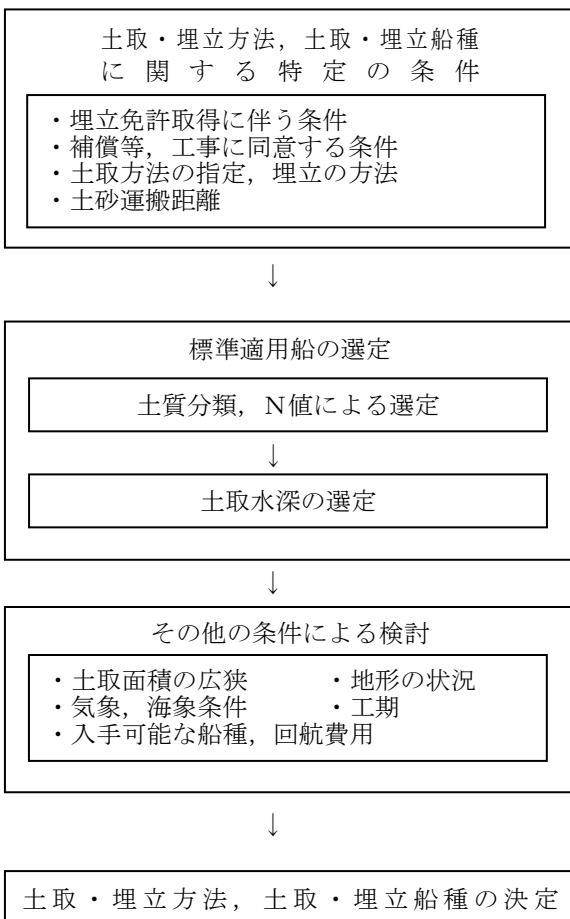 土取・埋立方法，土取・埋立船種
に関する特定の条件
・埋立免許取得に伴う条件
・補償等，工事に同意する条件
・土取方法の指定，埋立の方法
・土砂運搬距離
↓
標準適用船の選定
土質分類，Ｎ値による選定
↓
土取水深の選定
↓
その他の条件による検討
・土取面積の広狭　　・地形の状況
・気象，海象条件　　・工期
・入手可能な船種，回航費用
↓
土取・埋立方法，土取・埋立船種の決定